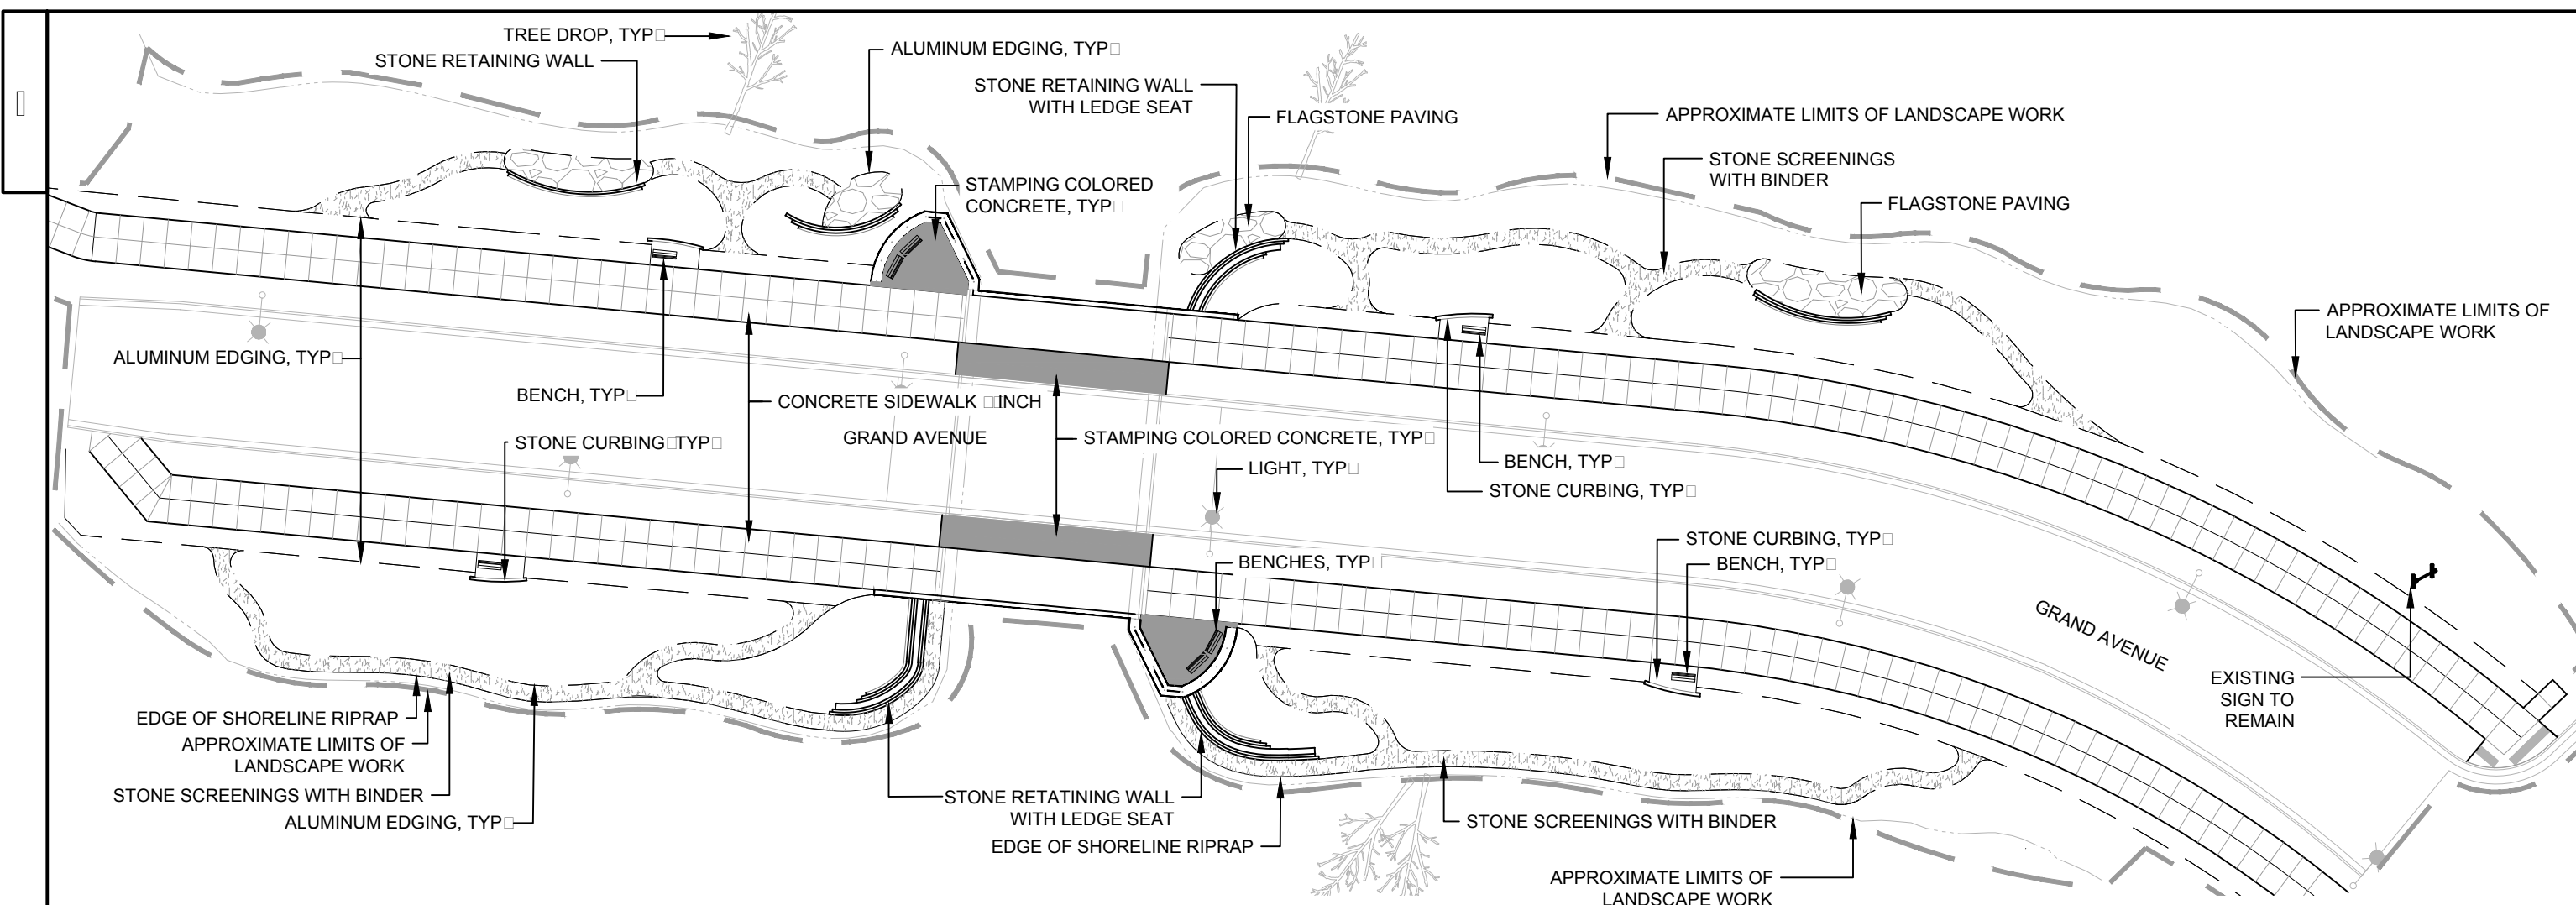 TREE DROP, TYP
STONE RETAINING WALL
ALUMINUM EDGING, TYP
STONE RETAINING WALL
WITH LEDGE SEAT
FLAGSTONE PAVING
APPROXIMATE LIMITS OF LANDSCAPE WORK
STONE SCREENINGS
WITH BINDER
STAMPING COLORED
CONCRETE, TYP
FLAGSTONE PAVING
APPROXIMATE LIMITS OF
LANDSCAPE WORK
ALUMINUM EDGING, TYP
BENCH, TYP
CONCRETE SIDEWALK INCH
STONE CURBING TYP
GRAND AVENUE
STAMPING COLORED CONCRETE, TYP
LIGHT, TYP
BENCH, TYP
STONE CURBING, TYP
STONE CURBING, TYP
BENCHES, TYP
BENCH, TYP
GRAND AVENUE
EXISTING
SIGN TO
REMAIN
EDGE OF SHORELINE RIPRAP
APPROXIMATE LIMITS OF
LANDSCAPE WORK
STONE SCREENINGS WITH BINDER
ALUMINUM EDGING, TYP
STONE RETATINING WALL
WITH LEDGE SEAT
EDGE OF SHORELINE RIPRAP
STONE SCREENINGS WITH BINDER
APPROXIMATE LIMITS OF
LANDSCAPE WORK